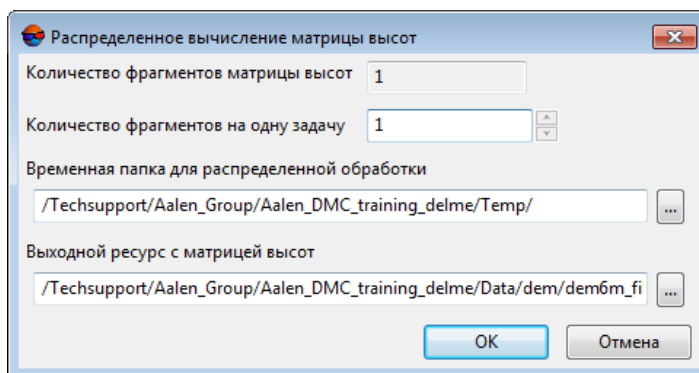 Распределенное вычисление матрицы высот
Количество фрагментов матрицы высот 1
Количество фрагментов на одну задачу 1
Временная папка для распределенной обработки
/Techsupport/Aalen_Group/Aalen_DMC_training_delme/Temp/ ...
Выходной ресурс с матрицей высот
/Techsupport/Aalen_Group/Aalen_DMC_training_delme/Data/dem/dem6m_fi ...
OK Отмена